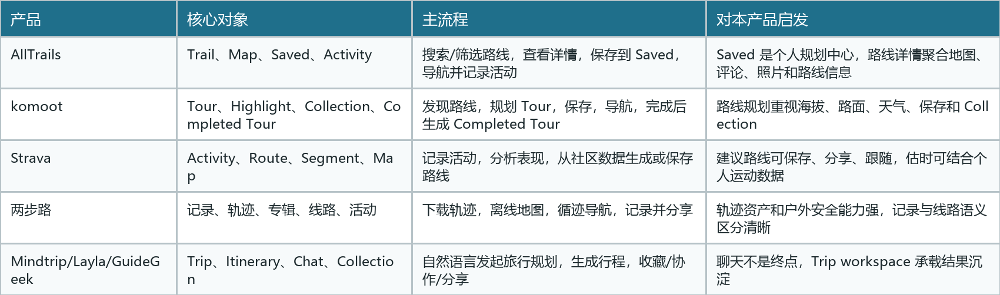 产品
核心对象
主流程
对本产品启发
AllTrails
Trail、Map、Saved、Activity
搜索/筛选路线，查看详情，保存到 Saved，
导航并记录活动
Saved 是个人规划中心，路线详情聚合地图、
评论、照片和路线信息
komoot
Tour、Highlight、Collection、Co
mpleted Tour
发现路线，规划 Tour，保存，导航，完成后
生成 Completed Tour
路线规划重视海拔、路面、天气、保存和 Coll
ection
Strava
Activity、Route、Segment、Ma
p
记录活动，分析表现，从社区数据生成或保存
路线
建议路线可保存、分享、跟随，估时可结合个
人运动数据
两步路
记录、轨迹、专辑、线路、活动
下载轨迹，离线地图，循迹导航，记录并分享
轨迹资产和户外安全能力强，记录与线路语义
区分清晰
Mindtrip/Layla/GuideG
eek
Trip、Itinerary、Chat、Collectio
n
自然语言发起旅行规划，生成行程，收藏/协
作/分享
聊天不是终点，Trip workspace 承载结果沉
淀